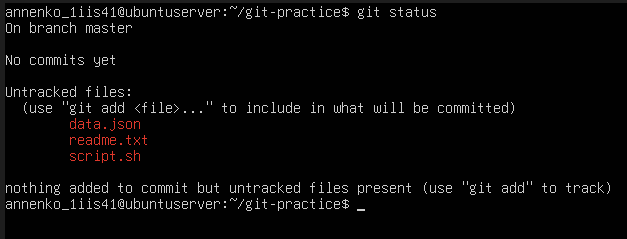 annenko_1iis41@ubuntuserver:~/git-practice$ git status
On branch master

No commits yet

Untracked files:
  (use "git add <file>..." to include in what will be committed)
        data.json
        readme.txt
        script.sh

nothing added to commit but untracked files present (use "git add" to track)
annenko_1iis41@ubuntuserver:~/git-practice$ _